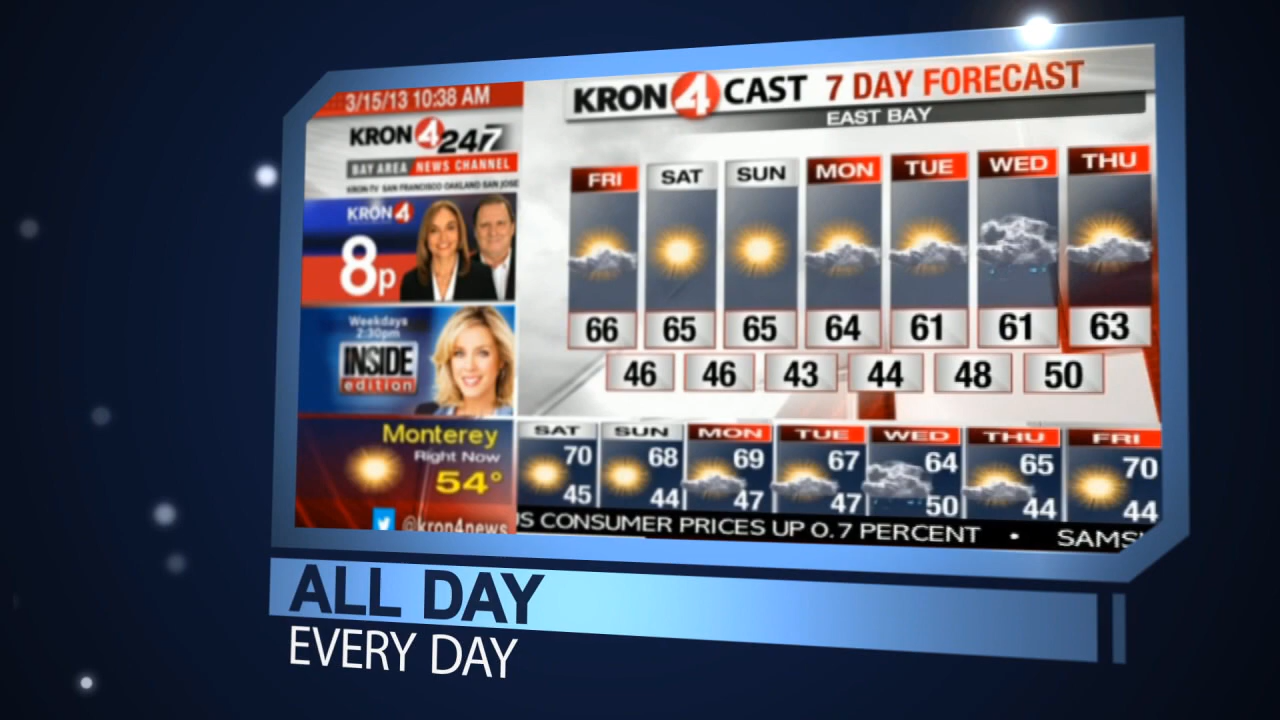 3/15/13 10:38 AM
KRON 4 24/7
BAY AREA NEWS CHANNEL
KRON-TV SAN FRANCISCO OAKLAND SAN JOSE
KRON 4
8p
Weekdays
2:30pm
INSIDE
edition
Monterey
Right Now
54°
@kron4news
KRON 4 CAST 7 DAY FORECAST
EAST BAY
FRI SAT SUN MON TUE WED THU
66 65 65 64 61 61 63
46 46 43 44 48 50
SAT SUN MON TUE WED THU FRI
70 68 69 67 64 65 70
45 44 47 47 50 44 44
S CONSUMER PRICES UP 0.7 PERCENT • SAMS
ALL DAY
EVERY DAY